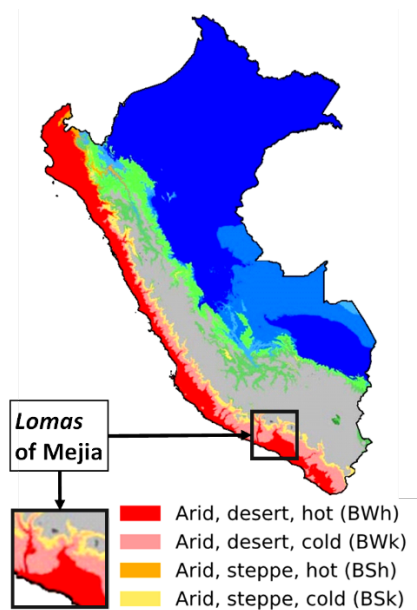 Lomas
of Mejia
Arid, desert, hot (BWh)
Arid, desert, cold (BWk)
Arid, steppe, hot (BSh)
Arid, steppe, cold (BSk)